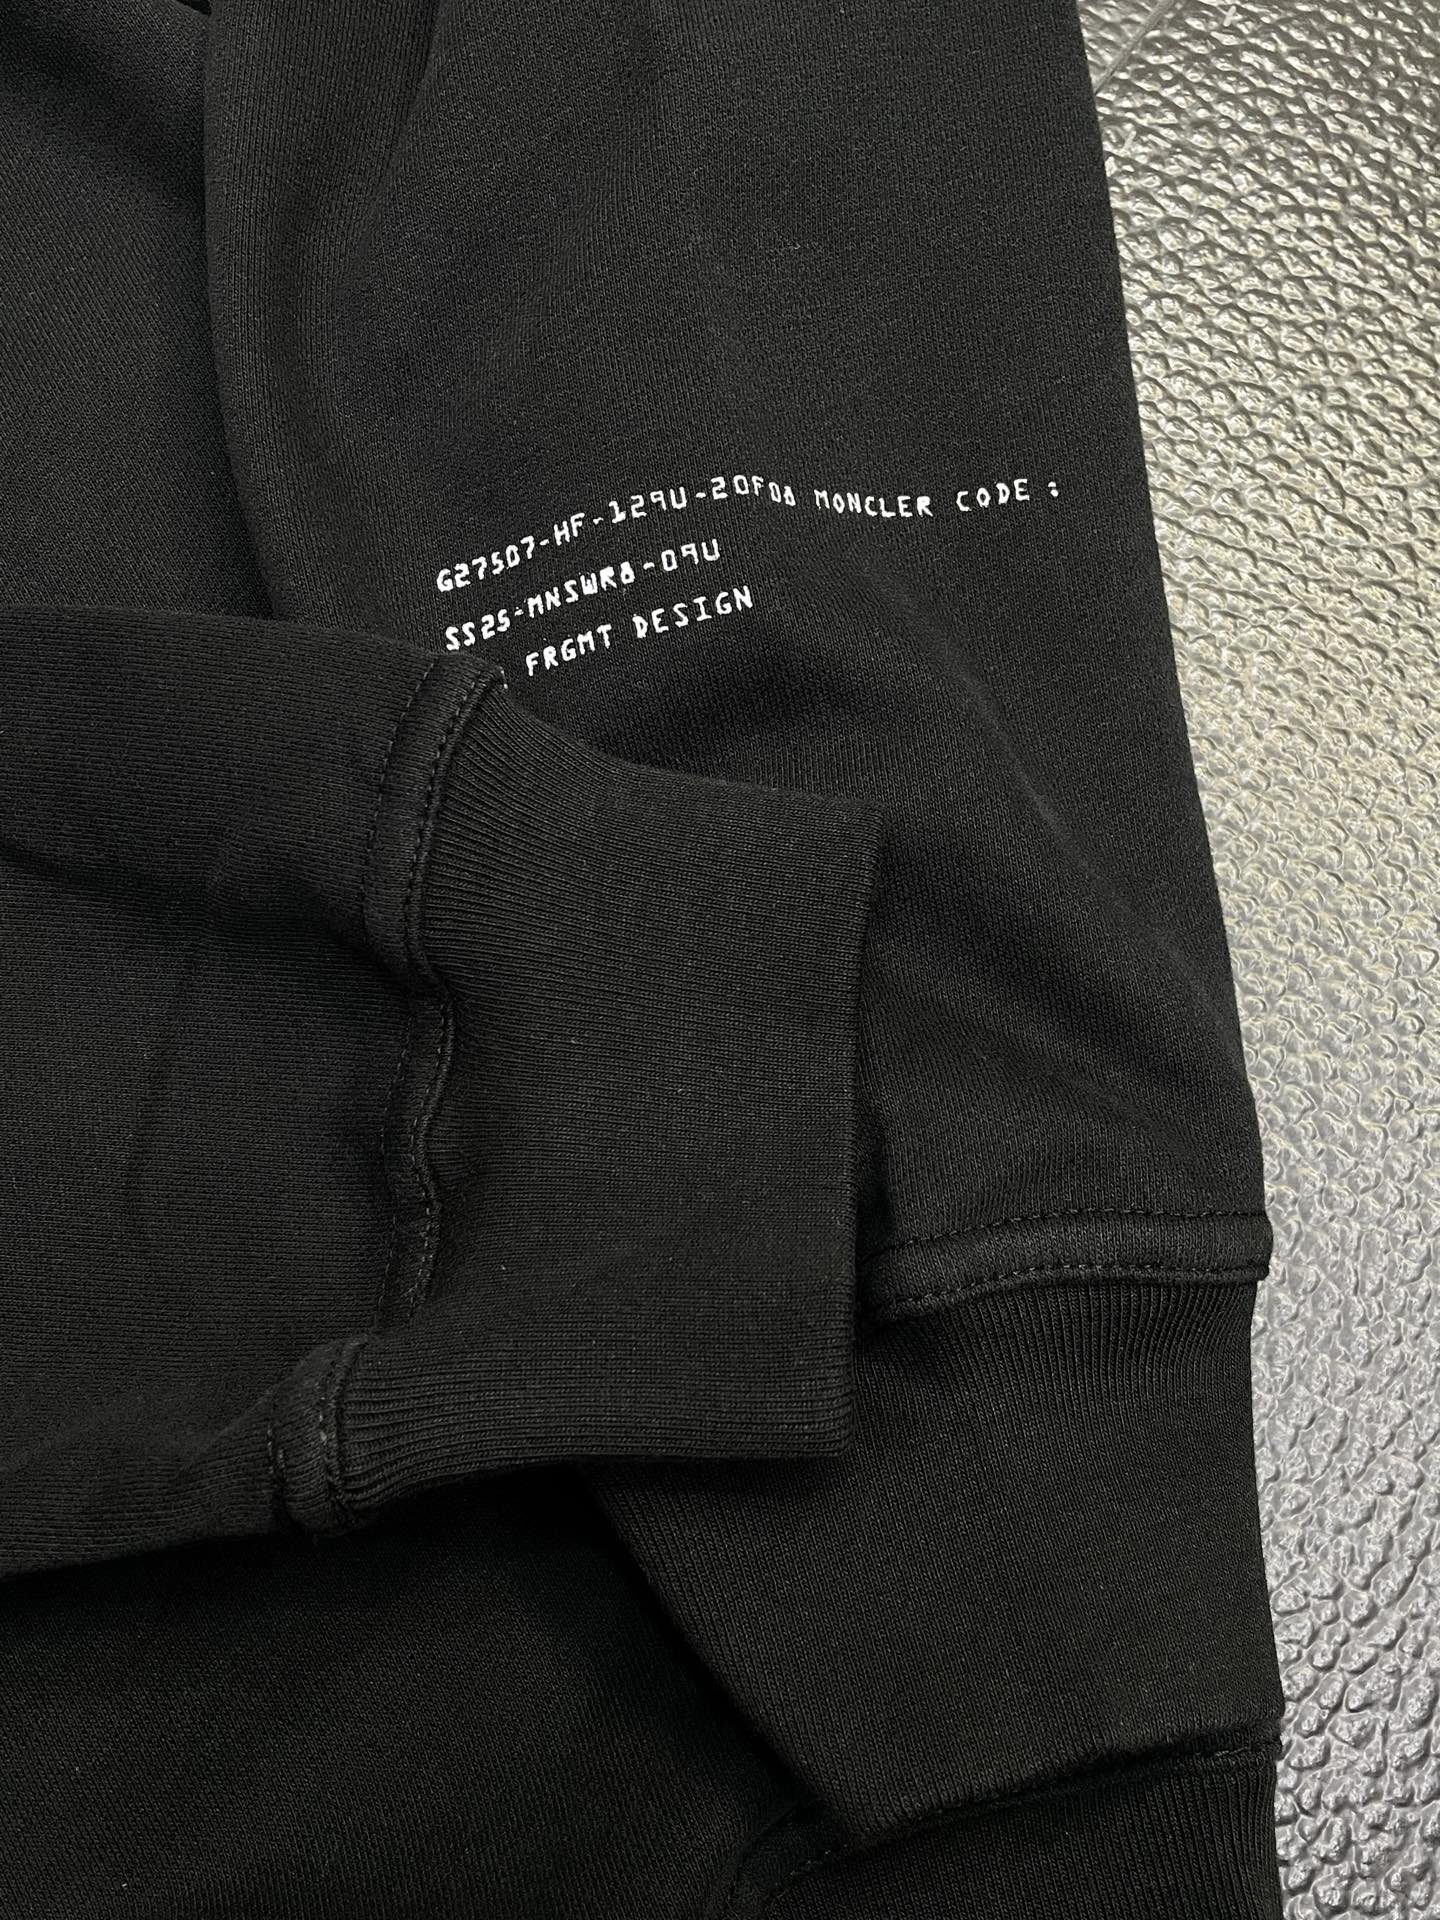 G27507-HF-129U-20F08 MONCLER CODE :
SS25-MNSWR8-09U
FRGMT DESIGN